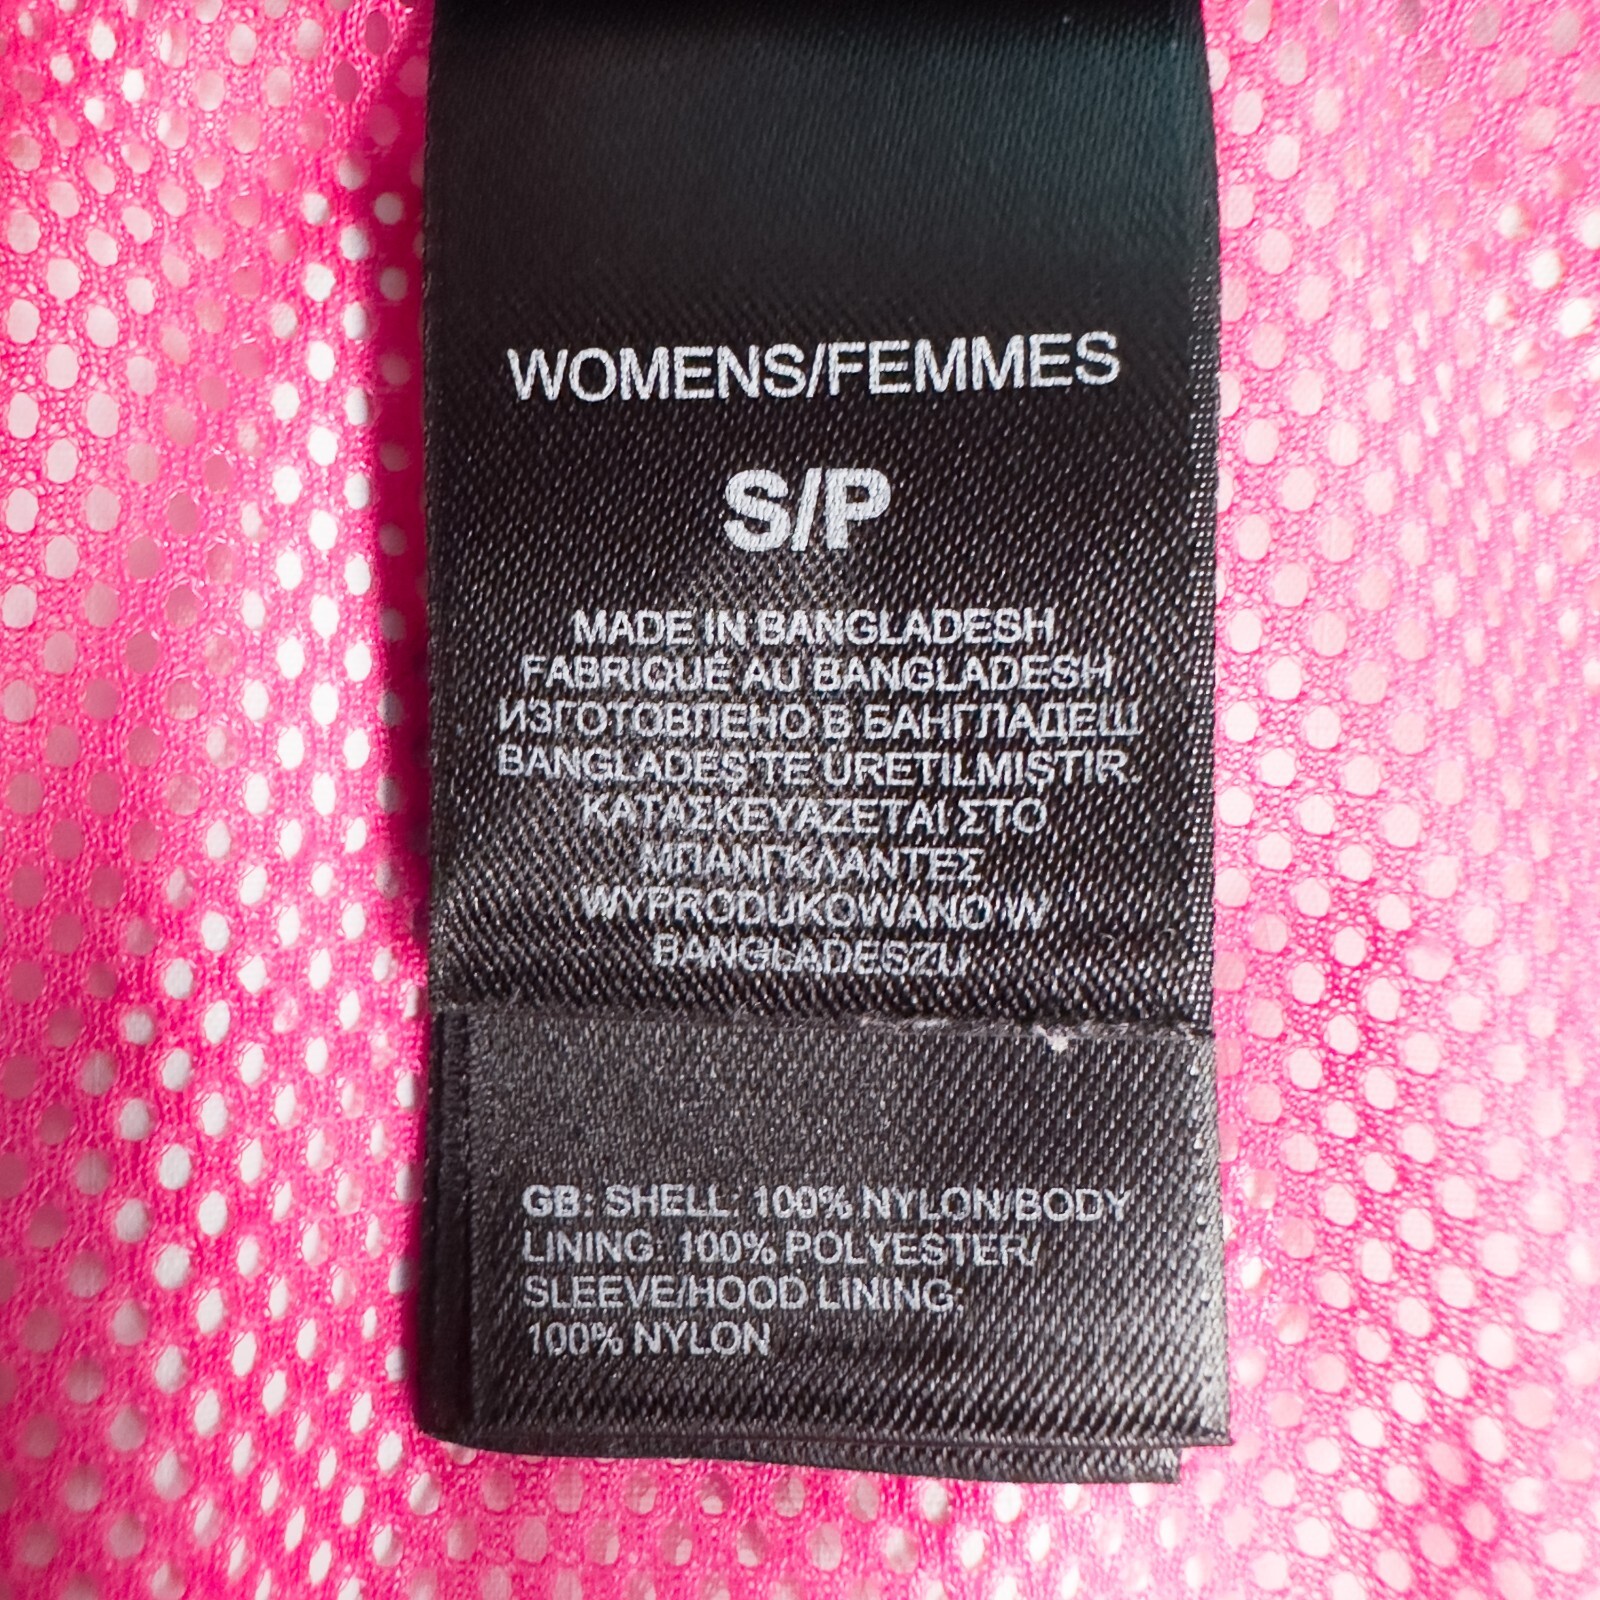 WOMENS/FEMMES
S/P
MADE IN BANGLADESH
FABRIQUÉ AU BANGLADESH
ИЗГОТОВЛЕНО В БАНГЛАДЕШ
BANGLADEŞ'TE ÜRETILMIŞTIR.
ΚΑΤΑΣΚΕΥΑΖΕΤΑΙ ΣΤΟ
ΜΠΑΝΓΚΛΑΝΤΕΣ
WYPRODUKOWANO W
BANGLADESZU
GB: SHELL: 100% NYLON/BODY
LINING: 100% POLYESTER/
SLEEVE/HOOD LINING:
100% NYLON